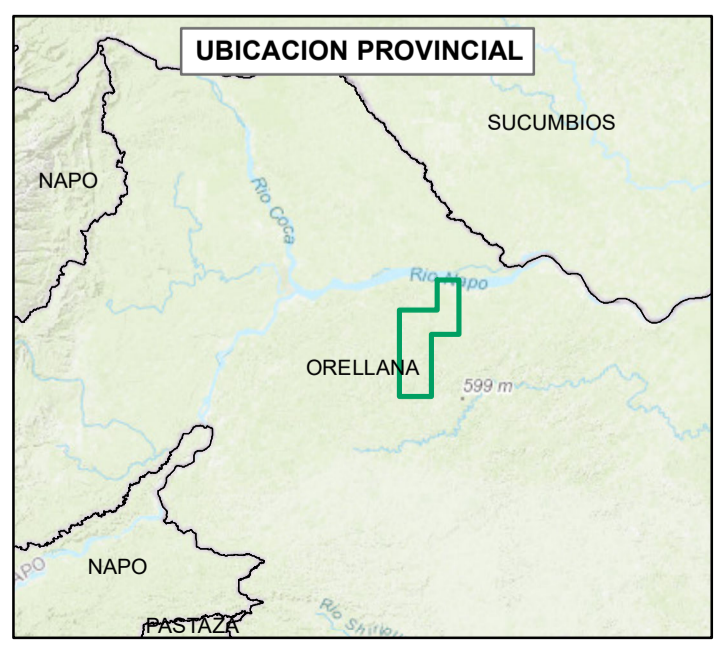 UBICACION PROVINCIAL
SUCUMBIOS
NAPO
Rio Coca
Rio Napo
ORELLANA
599 m
NAPO
PASTAZA